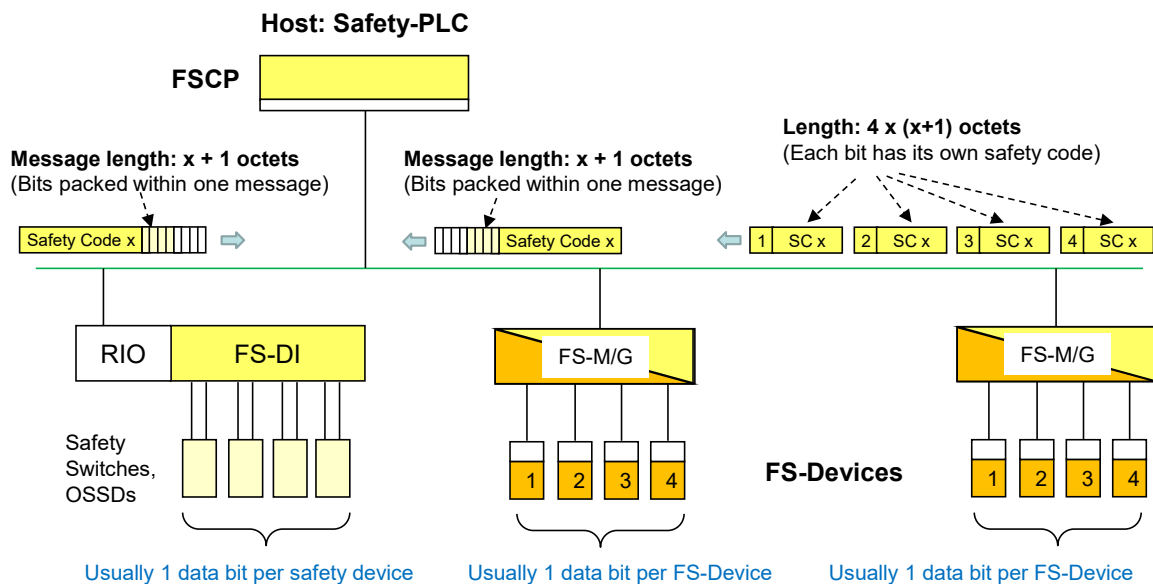 Host: Safety-PLC
FSCP
Message length: x + 1 octets
(Bits packed within one message)
Message length: x + 1 octets
(Bits packed within one message)
Length: 4 x (x+1) octets
(Each bit has its own safety code)
Safety Code x
Safety Code x
1 SC x 2 SC x 3 SC x 4 SC x
RIO FS-DI
FS-M/G
FS-M/G
Safety
Switches,
OSSDs
1 2 3 4
FS-Devices
1 2 3 4
Usually 1 data bit per safety device
Usually 1 data bit per FS-Device
Usually 1 data bit per FS-Device